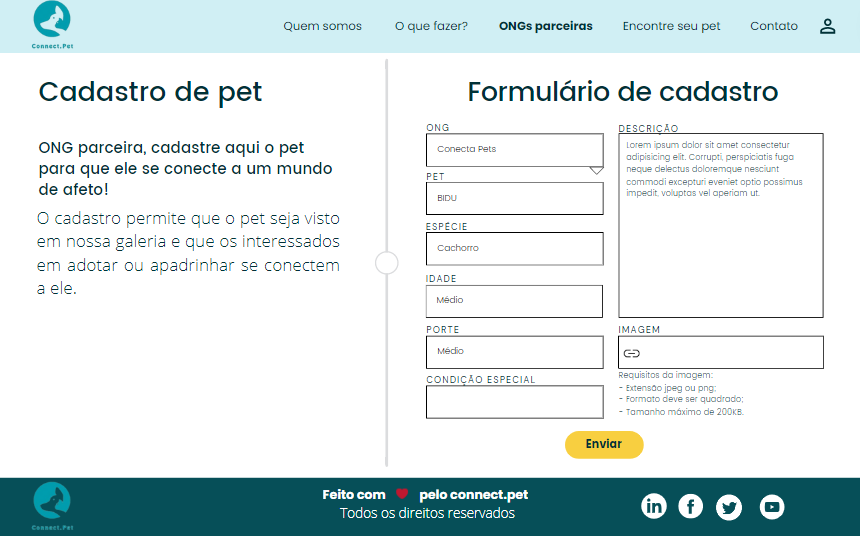 Connect.Pet
Quem somos
O que fazer?
ONGs parceiras
Encontre seu pet
Contato
Cadastro de pet
ONG parceira, cadastre aqui o pet
para que ele se conecte a um mundo
de afeto!
O cadastro permite que o pet seja visto
em nossa galeria e que os interessados
em adotar ou apadrinhar se conectem
a ele.
Formulário de cadastro
ONG
Conecta Pets
PET
BIDU
ESPÉCIE
Cachorro
IDADE
Médio
PORTE
Médio
CONDIÇÃO ESPECIAL
DESCRIÇÃO
Lorem ipsum dolor sit amet consectetur
adipisicing elit. Corrupti, perspiciatis fuga
neque delectus doloremque nesciunt
commodi excepturi eveniet optio possimus
impedit, voluptas vel aperiam ut.
IMAGEM
Requisitos da imagem:
- Extensão jpeg ou png;
- Formato deve ser quadrado;
- Tamanho máximo de 200KB.
Enviar
Connect.Pet
Feito com pelo connect.pet
Todos os direitos reservados